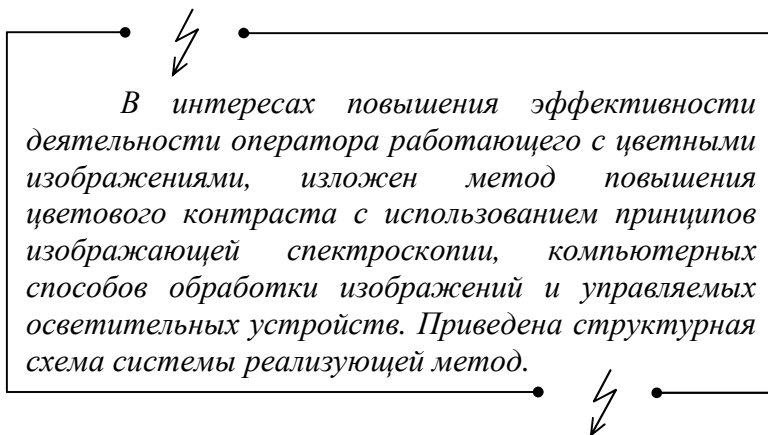 В интересах повышения эффективности
деятельности оператора работающего с цветными
изображениями, изложен метод повышения
цветового контраста с использованием принципов
изображающей спектроскопии, компьютерных
способов обработки изображений и управляемых
осветительных устройств. Приведена структурная
схема системы реализующей метод.